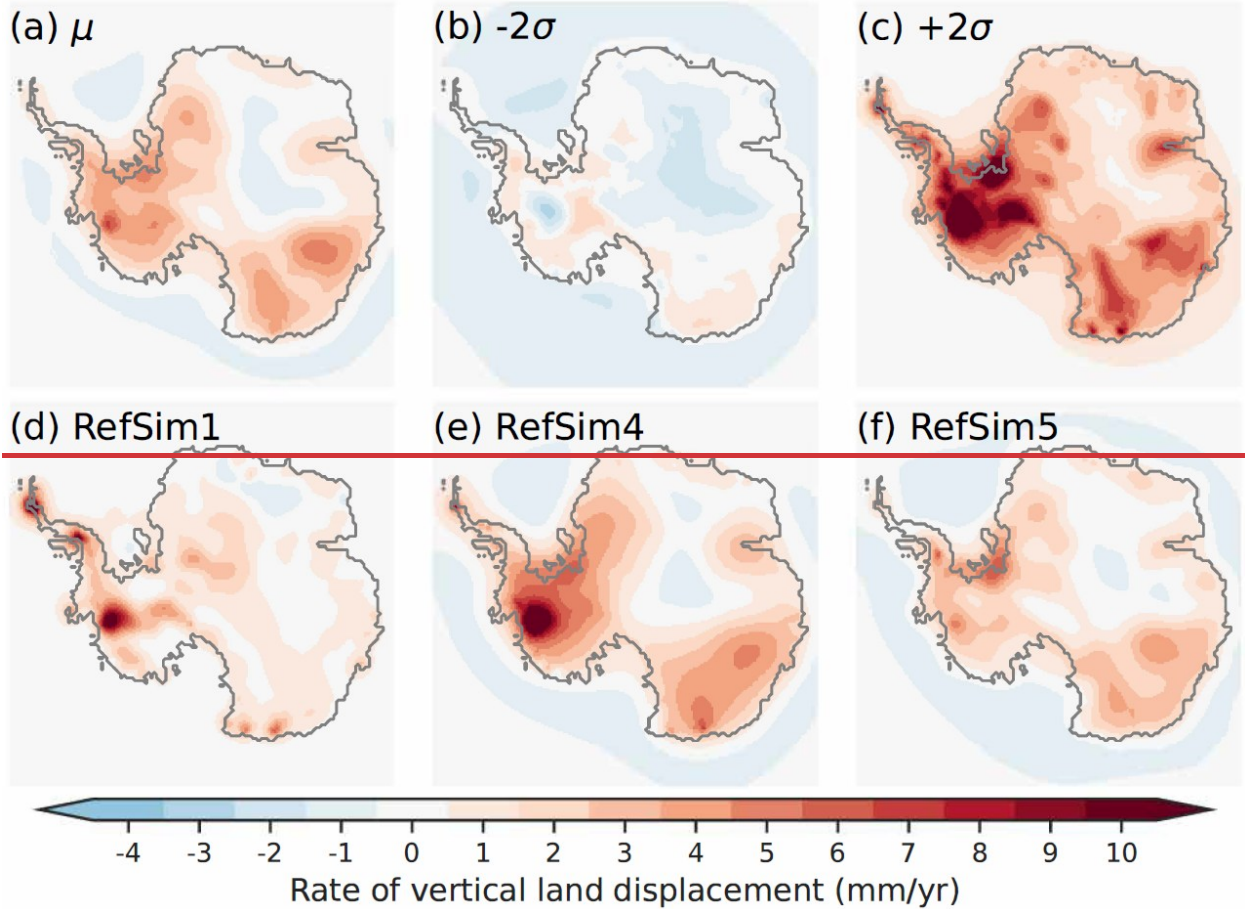 (a) μ
(b) -2σ
(c) +2σ
(d) RefSim1
(e) RefSim4
(f) RefSim5
-4 -3 -2 -1 0 1 2 3 4 5 6 7 8 9 10
Rate of vertical land displacement (mm/yr)